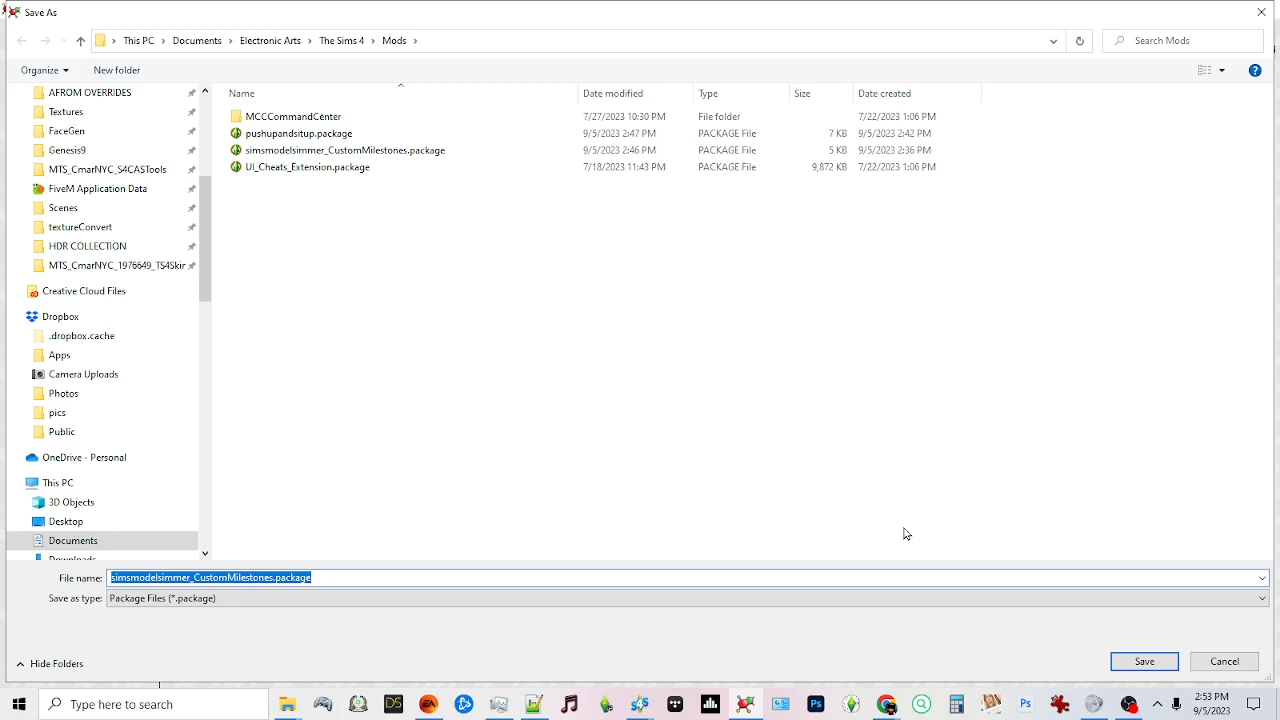 Save As
This PC > Documents > Electronic Arts > The Sims 4 > Mods >
Search Mods
Organize
New folder
Name
Date modified
Type
Size
Date created
MCCCommandCenter 7/27/2023 10:30 PM File folder 7/22/2023 1:06 PM
pushupandsitup.package 9/5/2023 2:47 PM PACKAGE File 7 KB 9/5/2023 2:42 PM
simsmodelsimmer_CustomMilestones.package 9/5/2023 2:46 PM PACKAGE File 5 KB 9/5/2023 2:36 PM
UI_Cheats_Extension.package 7/18/2023 11:43 PM PACKAGE File 9,872 KB 7/22/2023 1:06 PM
AFROM OVERRIDES
Textures
FaceGen
Genesis9
MTS_CmarNYC_S4CASTools
FiveM Application Data
Scenes
textureConvert
HDR COLLECTION
MTS_CmarNYC_1976649_TS4Skir
Creative Cloud Files
Dropbox
.dropbox.cache
Apps
Camera Uploads
Photos
pics
Public
OneDrive - Personal
This PC
3D Objects
Desktop
Documents
Downloads
File name: simsmodelsimmer_CustomMilestones.package
Save as type: Package Files (*.package)
Hide Folders
Save
Cancel
Type here to search
DS
EA
Ps
Ps
2:53 PM
9/5/2023